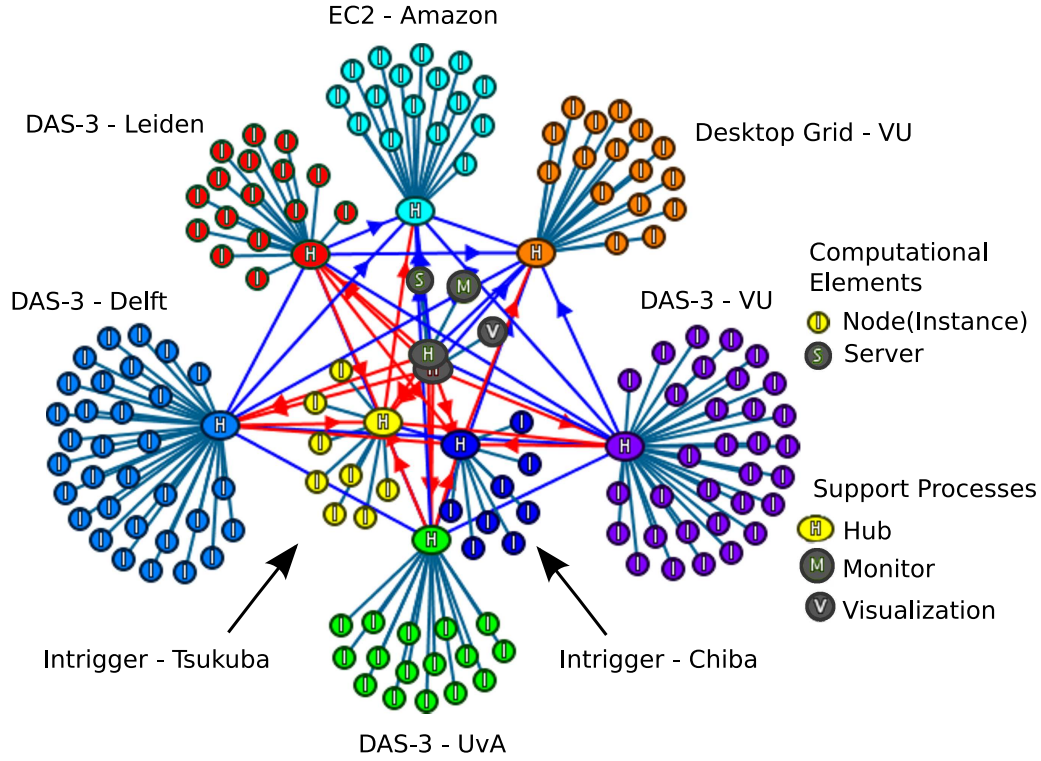 EC2 - Amazon
DAS-3 - Leiden
Desktop Grid - VU
DAS-3 - Delft
DAS-3 - VU
Computational
Elements
I Node(Instance)
S Server
Support Processes
H Hub
M Monitor
V Visualization
Intrigger - Tsukuba
Intrigger - Chiba
DAS-3 - UvA